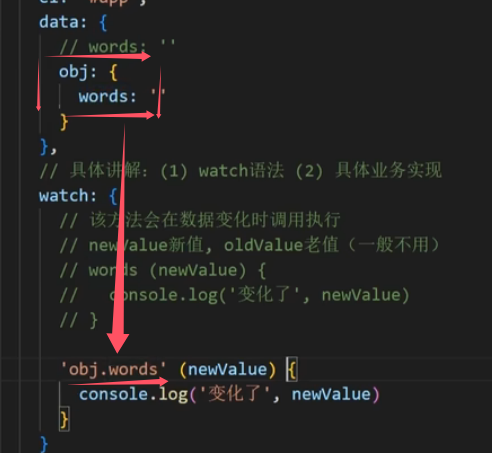 el: '#app',
data: {
// words: ''
obj: {
words: ''
}
},
// 具体讲解：(1) watch语法 (2) 具体业务实现
watch: {
// 该方法会在数据变化时调用执行
// newValue新值, oldValue老值（一般不用）
// words (newValue) {
//   console.log('变化了', newValue)
// }
'obj.words' (newValue) {
console.log('变化了', newValue)
}
}